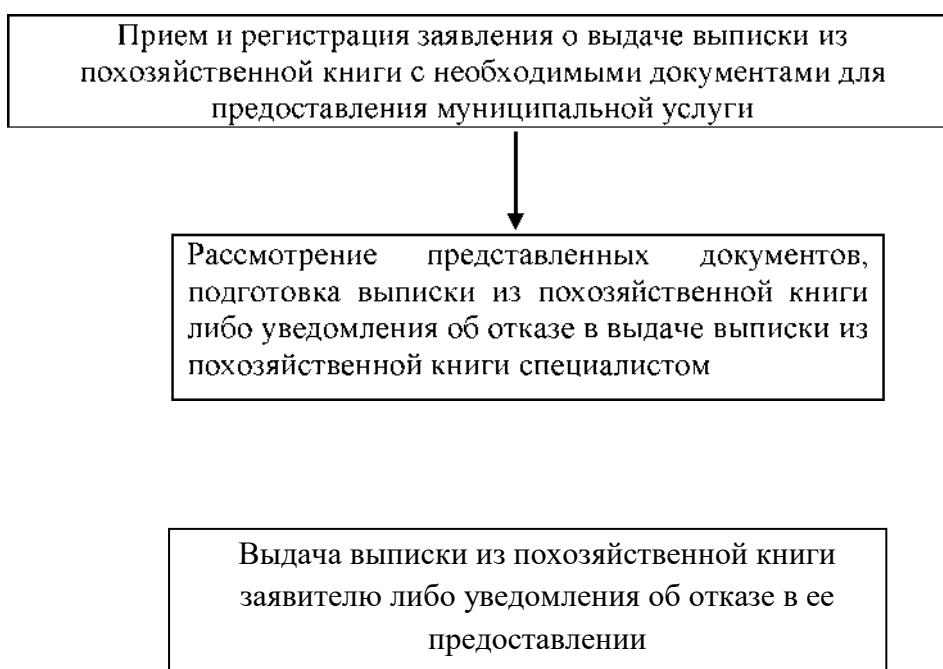 Прием и регистрация заявления о выдаче выписки из
похозяйственной книги с необходимыми документами для
предоставления муниципальной услуги
Рассмотрение представленных документов,
подготовка выписки из похозяйственной книги
либо уведомления об отказе в выдаче выписки из
похозяйственной книги специалистом
Выдача выписки из похозяйственной книги
заявителю либо уведомления об отказе в ее
предоставлении